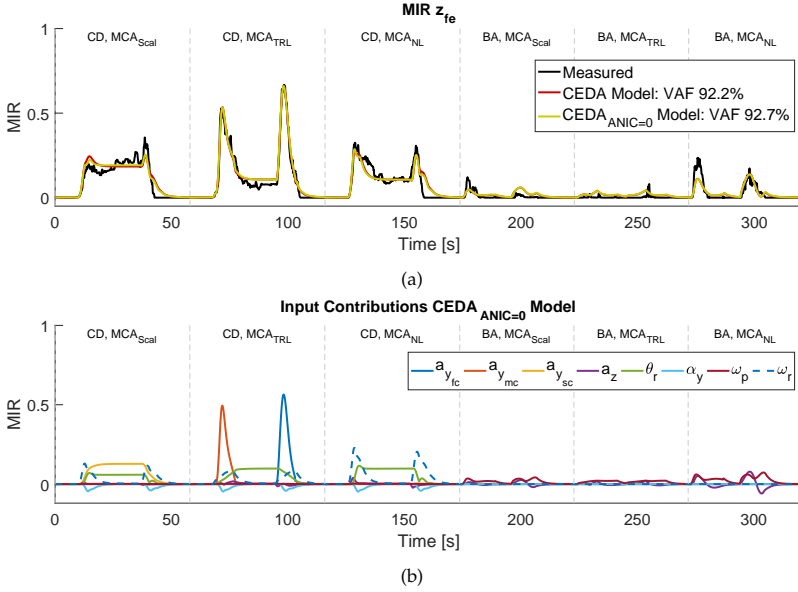 MIR z_fe
CD, MCA_Scal CD, MCA_TRL CD, MCA_NL BA, MCA_Scal BA, MCA_TRL BA, MCA_NL
Measured
CEDA Model: VAF 92.2%
CEDA_ANIC=0 Model: VAF 92.7%
1
0.5
0
MIR
0 50 100 150 200 250 300
Time [s]
(a)
Input Contributions CEDA_ANIC=0 Model
CD, MCA_Scal CD, MCA_TRL CD, MCA_NL BA, MCA_Scal BA, MCA_TRL BA, MCA_NL
a_y_fc a_y_mc a_y_sc a_z θ_r α_y ω_p ω_r
1
0.5
0
MIR
0 50 100 150 200 250 300
Time [s]
(b)